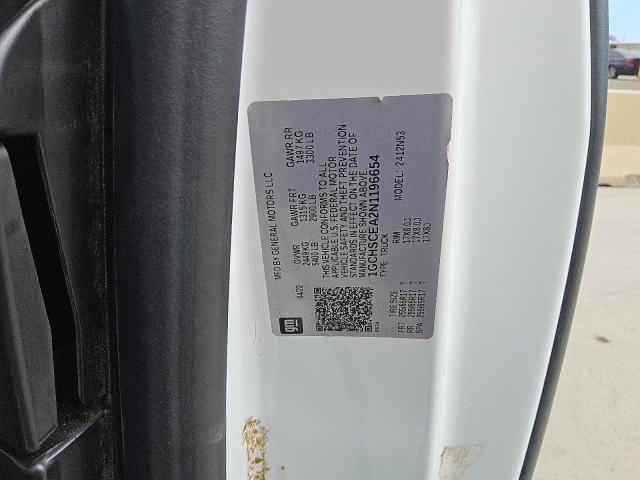 MFD BY GENERAL MOTORS LLC
04/22 GVWR GAWR FRT GAWR RR
2449 KG 1315 KG 1497 KG
5400 LB 2900 LB 3300 LB
THIS VEHICLE CONFORMS TO ALL
APPLICABLE U.S. FEDERAL MOTOR
VEHICLE SAFETY AND THEFT PREVENTION
STANDARDS IN EFFECT ON THE DATE OF
MANUFACTURE SHOWN ABOVE.
1GCHSCEA2N1196654
TYPE: TRUCK MODEL: 2412N53
TIRE SIZE RIM
FRT 255/65R17 T 17X8.0J
RR 255/65R17 T 17X8.0J
SPA 255/65R17 T 17X8J
gm